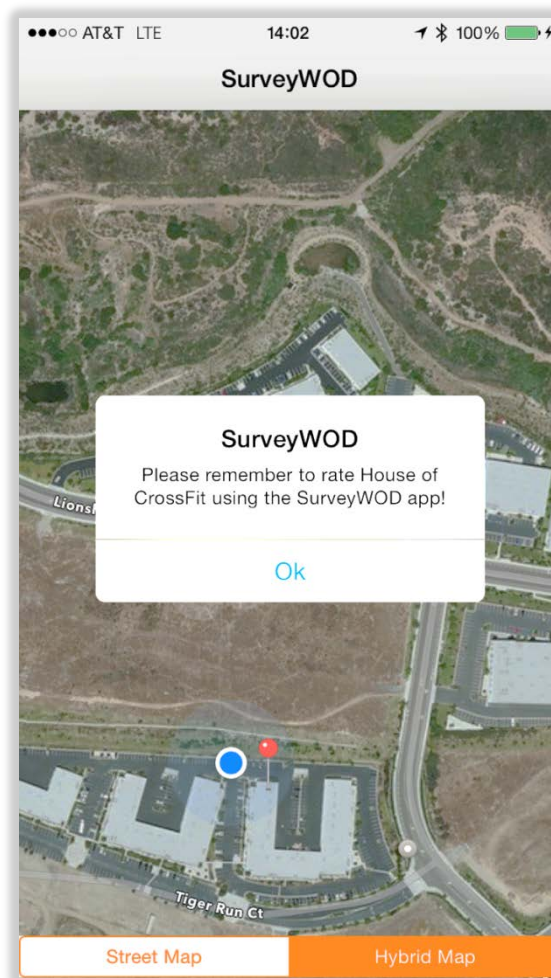 AT&T LTE 14:02 100%
SurveyWOD
SurveyWOD
Please remember to rate House of
CrossFit using the SurveyWOD app!
Lions
Ok
Tiger Run Ct
Street Map Hybrid Map